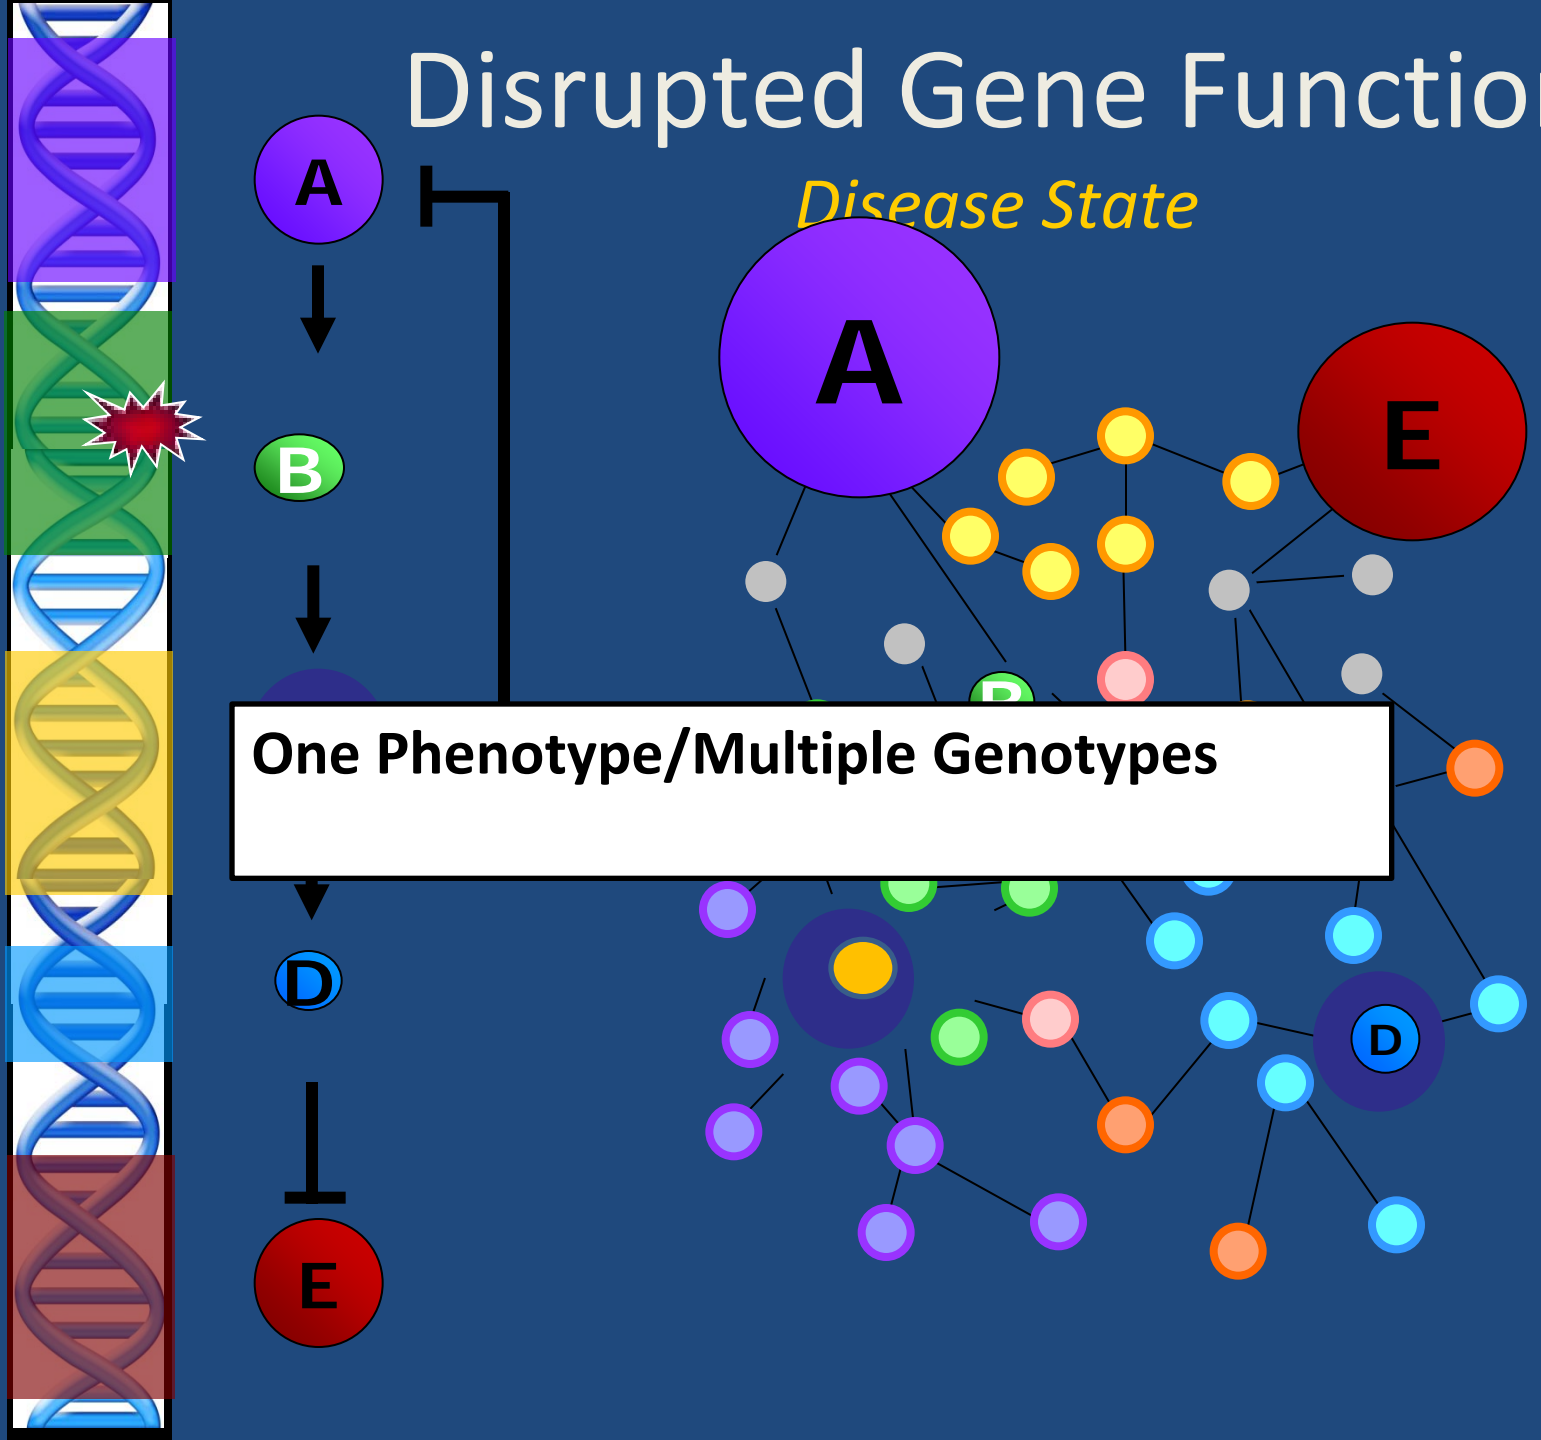 Disrupted Gene Functio
Disease State
A
A
E
B
B
One Phenotype/Multiple Genotypes
D
D
E